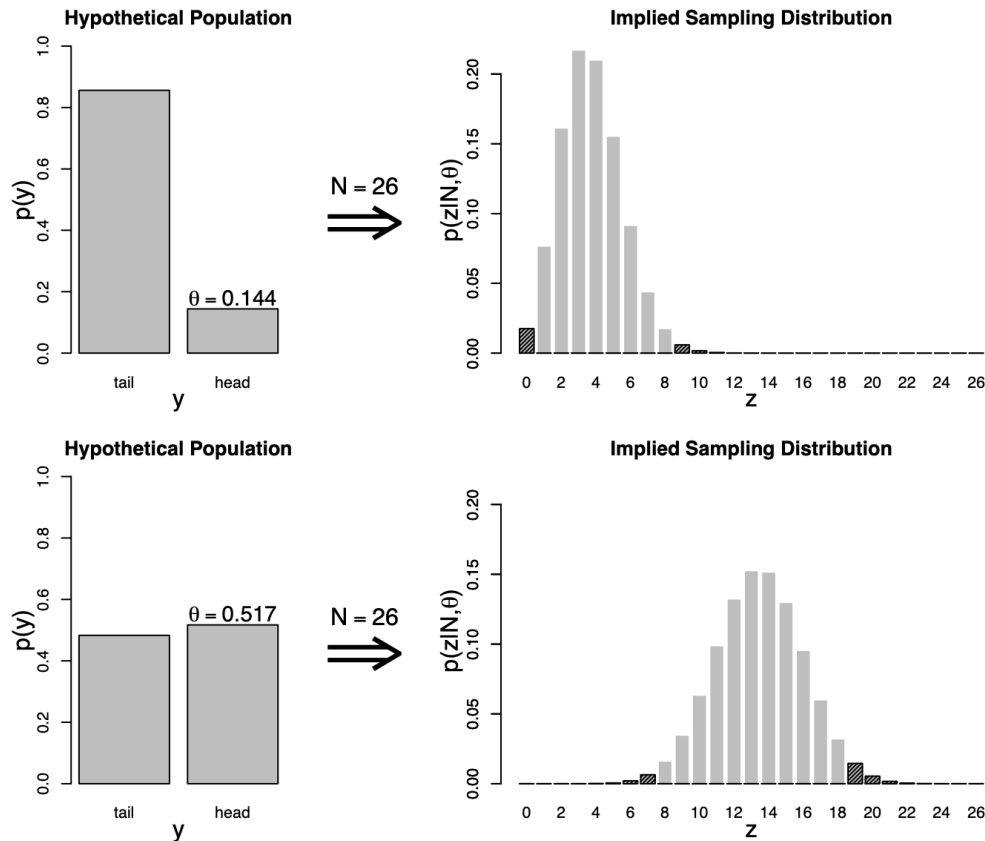 Hypothetical Population
Implied Sampling Distribution
p(y)
0.0 0.2 0.4 0.6 0.8 1.0
θ = 0.144
tail head
y
N = 26
p(z|N,θ)
0.00 0.05 0.10 0.15 0.20
0 2 4 6 8 10 12 14 16 18 20 22 24 26
z
Hypothetical Population
Implied Sampling Distribution
p(y)
0.0 0.2 0.4 0.6 0.8 1.0
θ = 0.517
tail head
y
N = 26
p(z|N,θ)
0.00 0.05 0.10 0.15 0.20
0 2 4 6 8 10 12 14 16 18 20 22 24 26
z